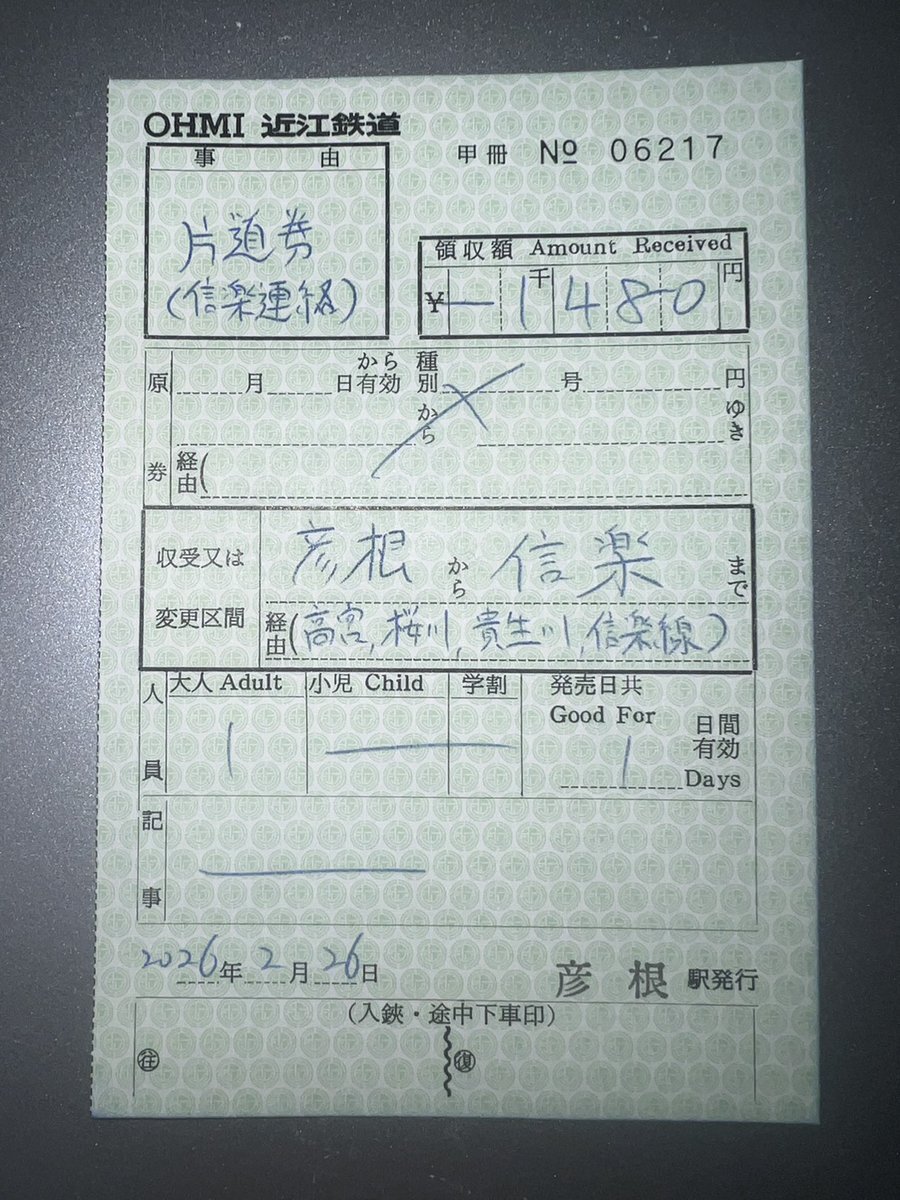 OHMI 近江鉄道
甲冊 Nº 06217
事由
片道券
(信楽連絡)
領収額 Amount Received
¥ — 1千480円
原券
月 日から有効 種別 号 円
から ゆき
経由(
収受又は変更区間
彦根から信楽まで
経由(高宮,桜川,貴生川,信楽線)
人員
大人 Adult 小児 Child 学割 発売日共
Good For 日間有効
1 1 Days
記事
2026年2月26日 彦根駅発行
(入鋏・途中下車印)
㊟往 復